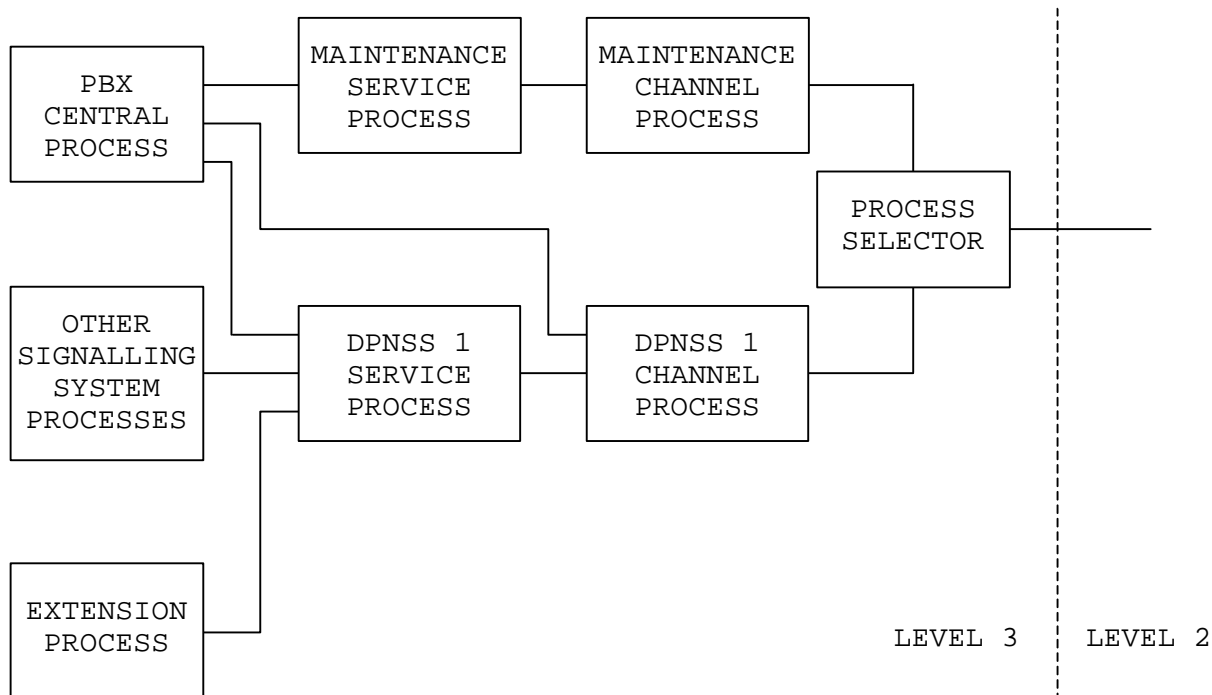 PBX
CENTRAL
PROCESS
MAINTENANCE
SERVICE
PROCESS
MAINTENANCE
CHANNEL
PROCESS
PROCESS
SELECTOR
OTHER
SIGNALLING
SYSTEM
PROCESSES
DPNSS 1
SERVICE
PROCESS
DPNSS 1
CHANNEL
PROCESS
EXTENSION
PROCESS
LEVEL 3
LEVEL 2